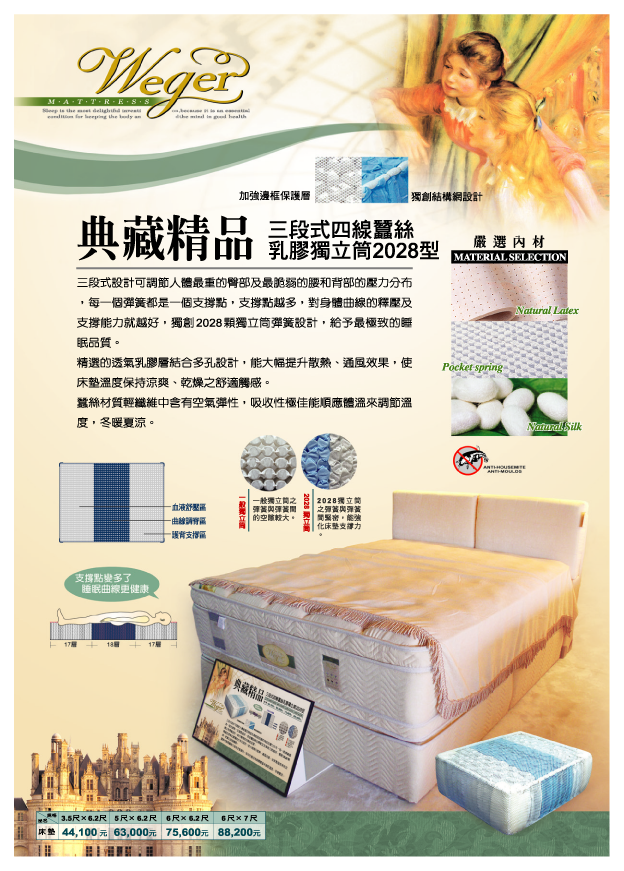 Weger
M·A·T·T·R·E·S·S
Sleep is the most delightful investi
on,because it is an essential
condition for keeping the body an
d the mind in good health
加強邊框保護層
獨創結構網設計
典藏精品
三段式四線蠶絲
乳膠獨立筒2028型
嚴選內材
MATERIAL SELECTION
三段式設計可調節人體最重的臀部及最脆弱的腰和背部的壓力分布
，每一個彈簧都是一個支撐點，支撐點越多，對身體曲線的釋壓及
支撐能力就越好，獨創2028顆獨立筒彈簧設計，給予最極致的睡
眠品質。
精選的透氣乳膠層結合多孔設計，能大幅提升散熱、通風效果，使
床墊溫度保持涼爽、乾燥之舒適觸感。
蠶絲材質輕纖維中含有空氣彈性，吸收性極佳能順應體溫來調節溫
度，冬暖夏涼。
Natural Latex
Pocket spring
Natural Silk
ANTI-HOUSEMITE
ANTI-MOULDS
一般獨立筒
一般獨立筒之
彈簧與彈簧間
的空隙較大。
2028獨立筒
2028獨立筒
之彈簧與彈簧
間緊密，能強
化床墊支撐力
。
血液舒壓區
曲線調脊區
護背支撐區
支撐點變多了
睡眠曲線更健康
17層
18層
17層
典藏精品
規格
坐名
3.5尺×6.2尺 5尺×6.2尺 6尺×6.2尺 6尺×7尺
床墊 44,100元 63,000元 75,600元 88,200元